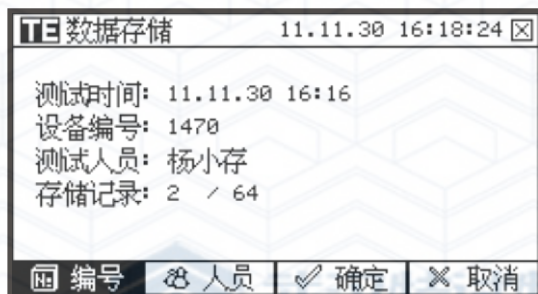 TE 数据存储 11.11.30 16:18:24
测试时间: 11.11.30 16:16
设备编号: 1470
测试人员: 杨小存
存储记录: 2 / 64
№ 编号 人员 确定 取消